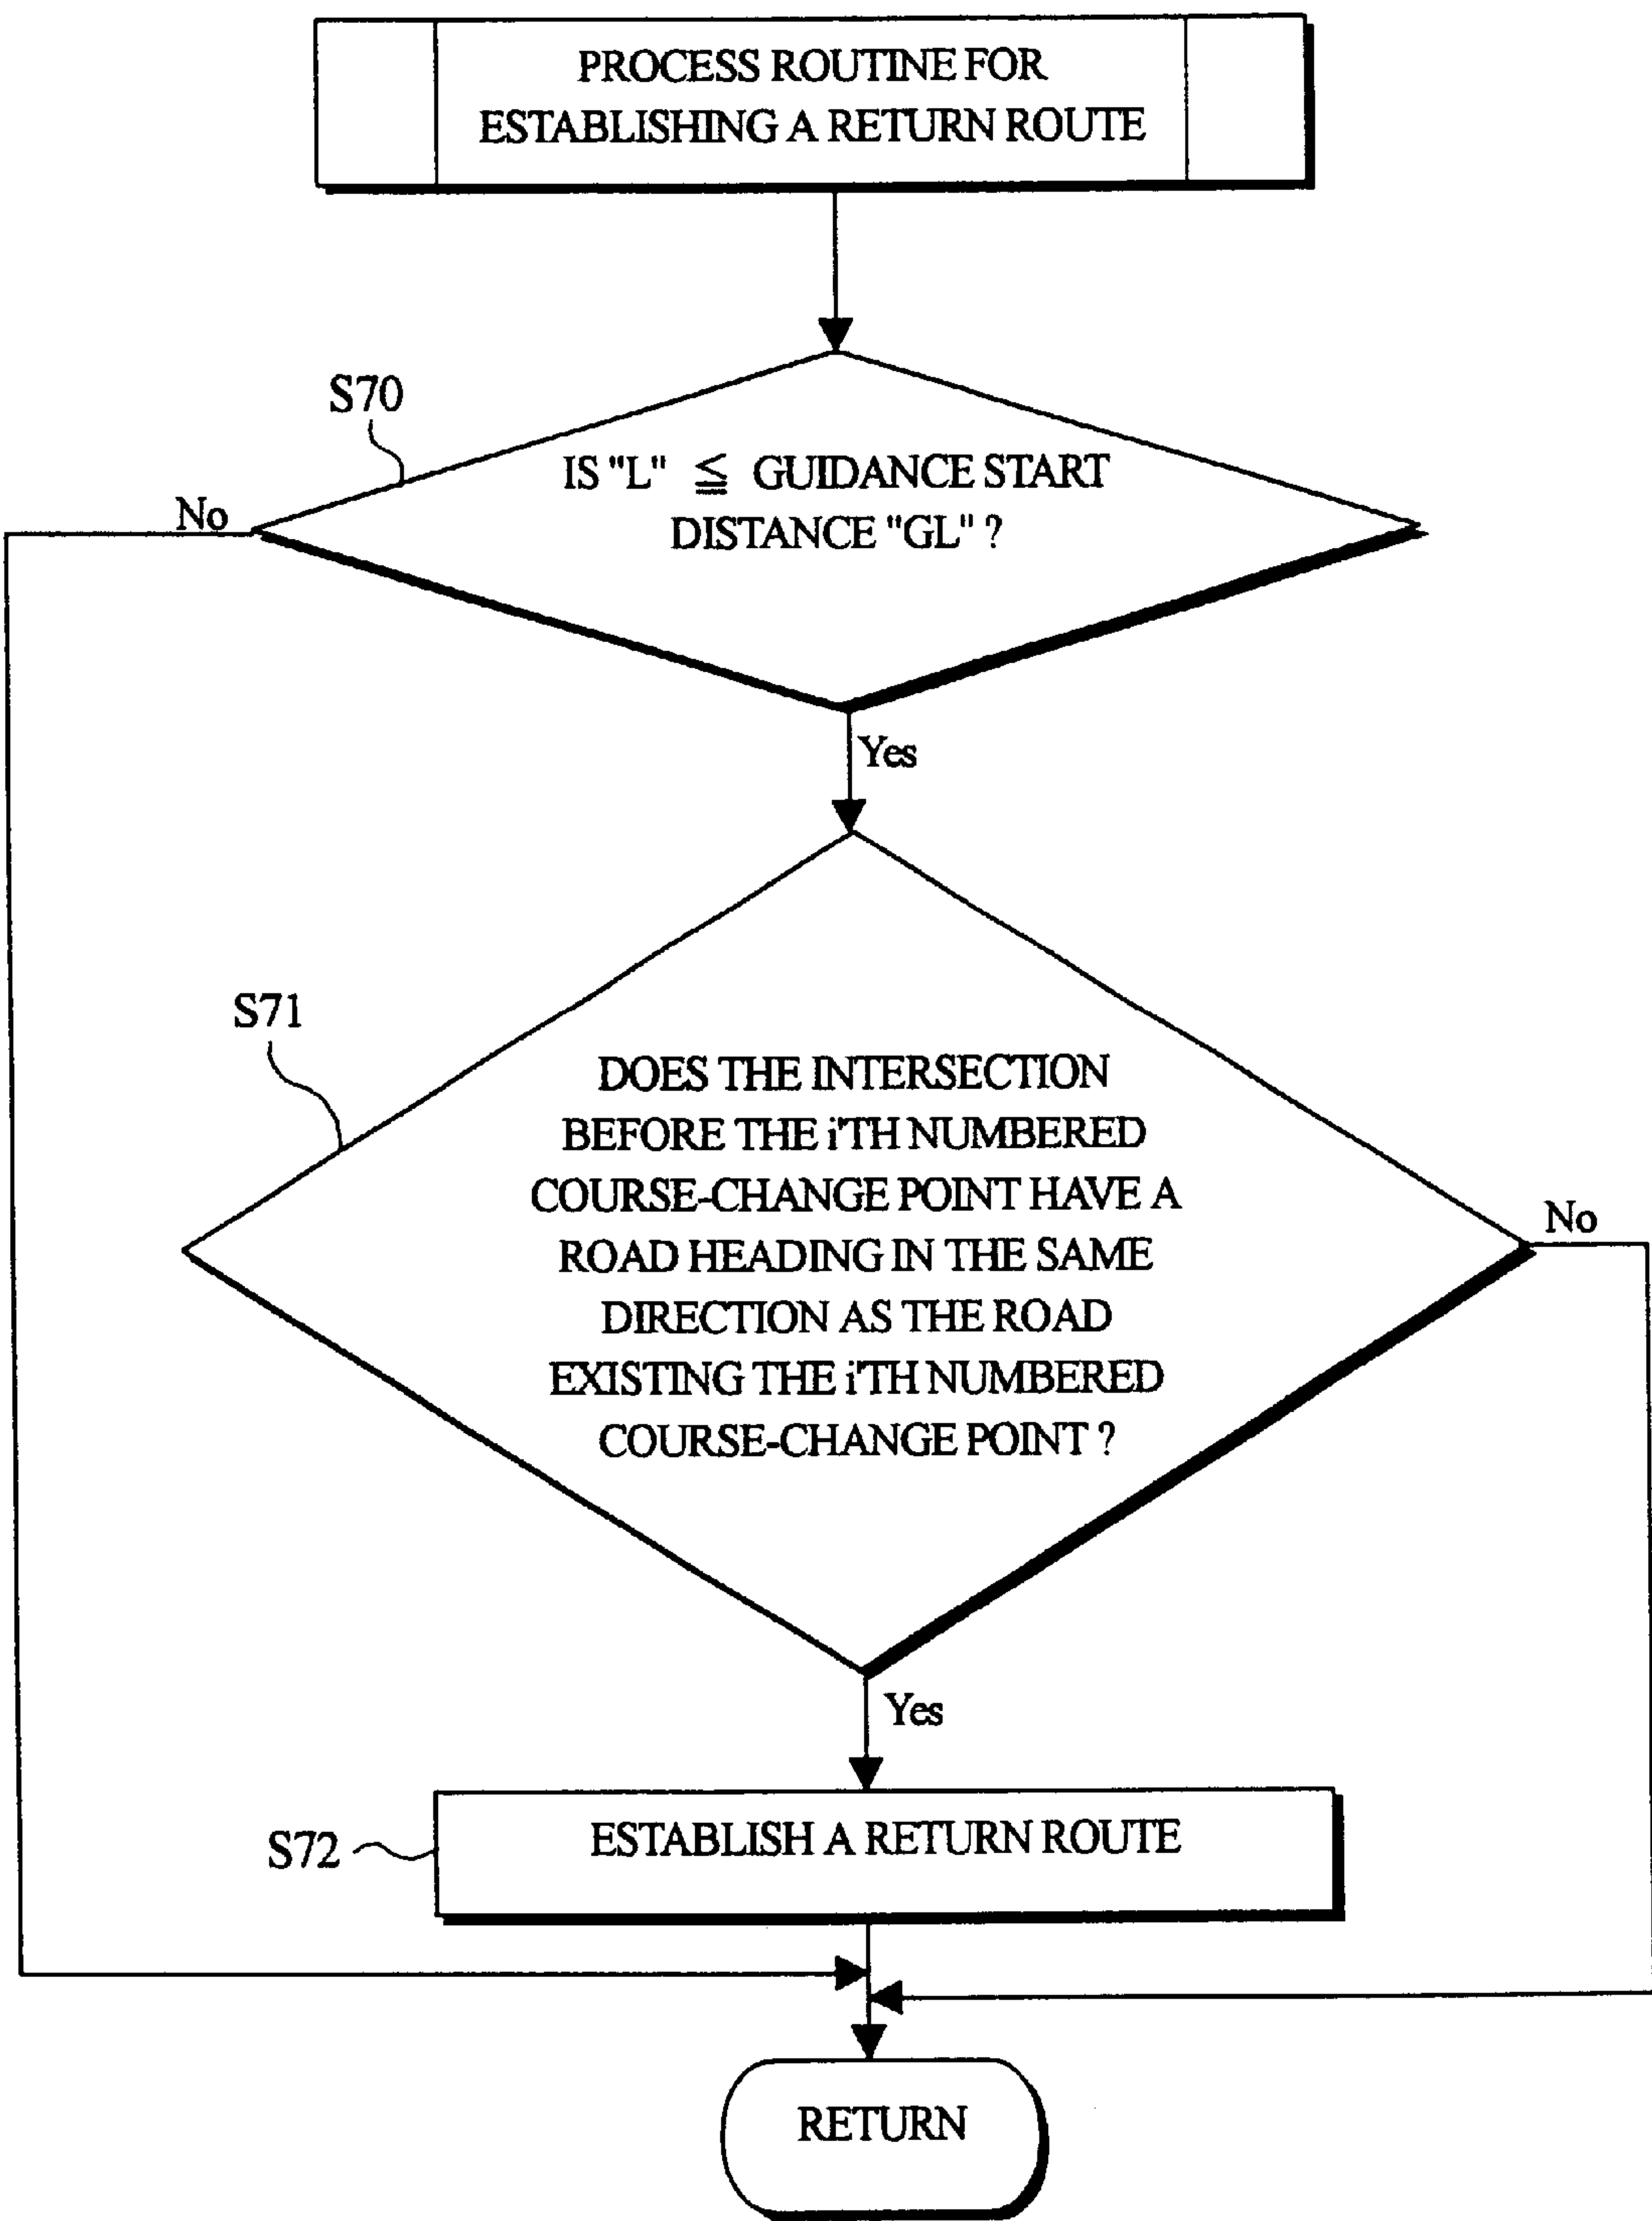 PROCESS ROUTINE FOR
ESTABLISHING A RETURN ROUTE
S70
IS "L" ≦ GUIDANCE START
DISTANCE "GL" ?
No
Yes
S71
DOES THE INTERSECTION
BEFORE THE i'TH NUMBERED
COURSE-CHANGE POINT HAVE A
ROAD HEADING IN THE SAME
DIRECTION AS THE ROAD
EXISTING THE i'TH NUMBERED
COURSE-CHANGE POINT ?
No
Yes
S72
ESTABLISH A RETURN ROUTE
RETURN